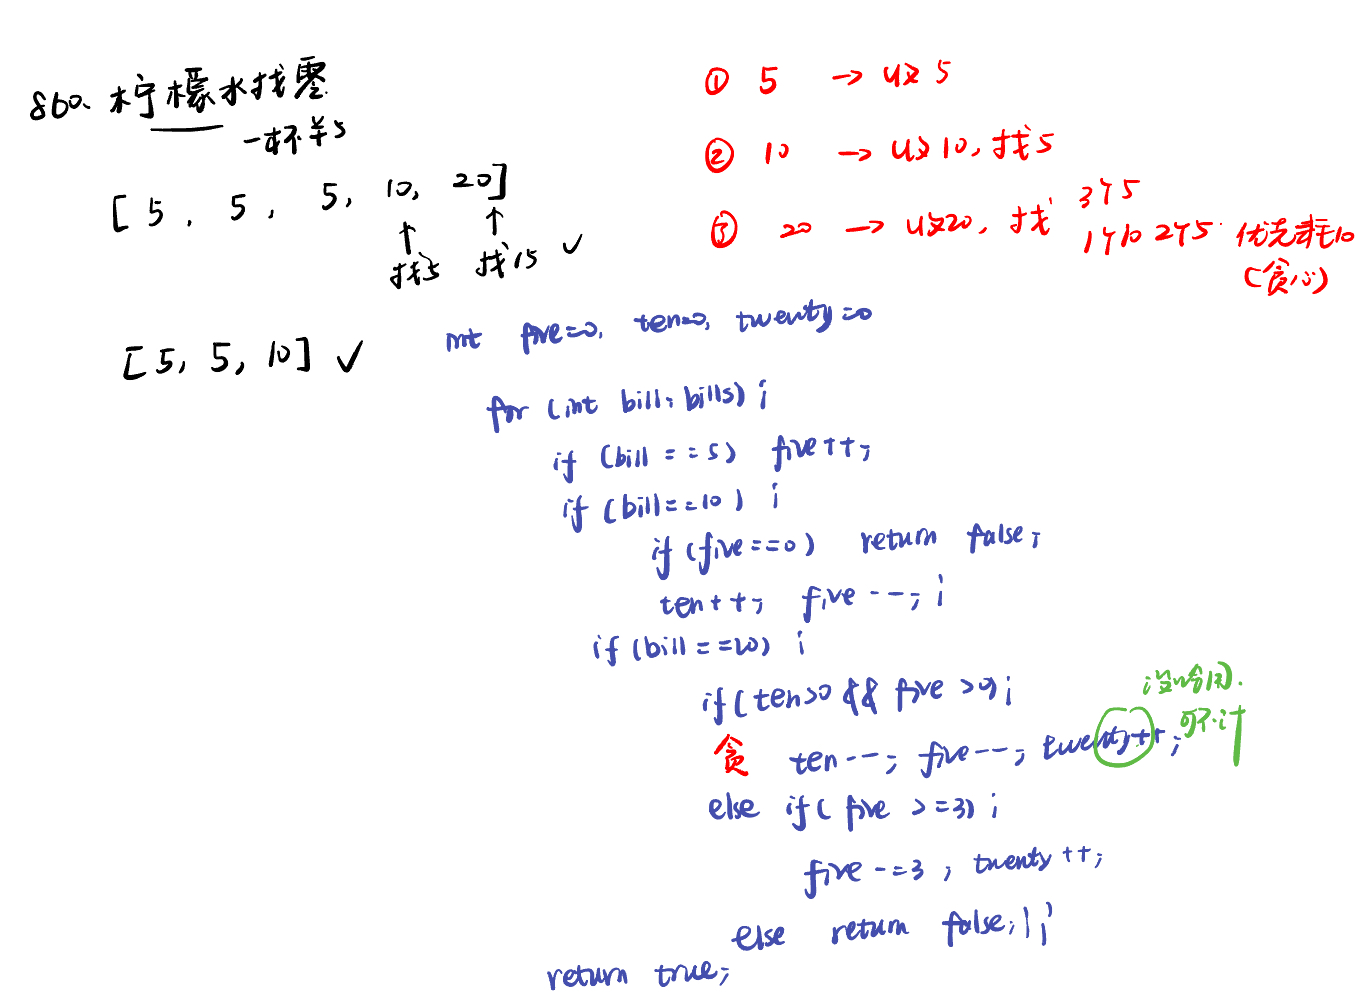 860、柠檬水找零
一杯羊5
[5, 5, 5, 10, 20]
找5 找15 ✓
[5, 5, 10] ✓
① 5 → 收5
② 10 → 收10, 找5
③ 20 → 收20, 找 3个5
1个10 2个5. 优先耗10
(贪心)
int five=0, ten=0, twenty=0
for (int bill: bills) {
if (bill == 5) five++;
if (bill==10) {
if (five==0) return false;
ten++; five--; }
if (bill==20) {
if (ten>0 && five >0) {
贪 ten--; five--; twenty++;
没啥用.
可不计
else if (five >=3) {
five -=3; twenty++;
else return false; } }
return true;